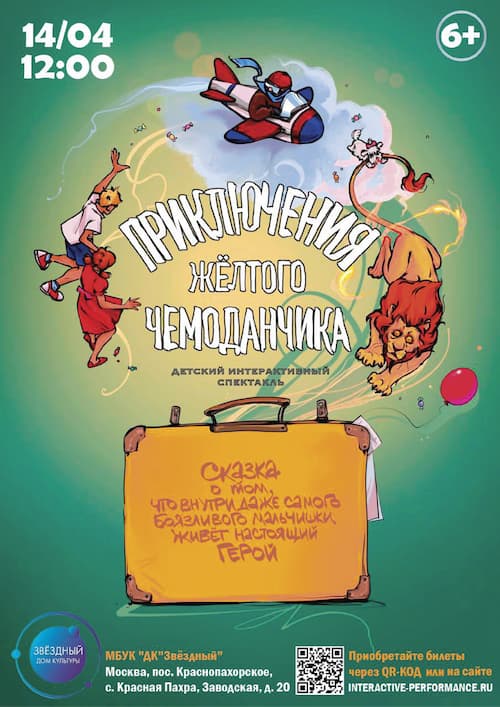 14/04
12:00
6+
ПРИКЛЮЧЕНИЯ
ЖЁЛТОГО
ЧЕМОДАНЧИКА
ДЕТСКИЙ ИНТЕРАКТИВНЫЙ
СПЕКТАКЛЬ
СКАЗКА
О ТОМ,
ЧТО ВНУТРИ ДАЖЕ САМОГО
БОЯЗЛИВОГО МАЛЬЧИШКИ,
ЖИВЁТ НАСТОЯЩИЙ
ГЕРОЙ
ЗВЁЗДНЫЙ
ДОМ КУЛЬТУРЫ
МБУК "ДК"Звёздный"
Москва, пос. Краснопахорское,
с. Красная Пахра, Заводская, д. 20
Приобретайте билеты
через QR-КОД или на сайте
INTERACTIVE-PERFORMANCE.RU